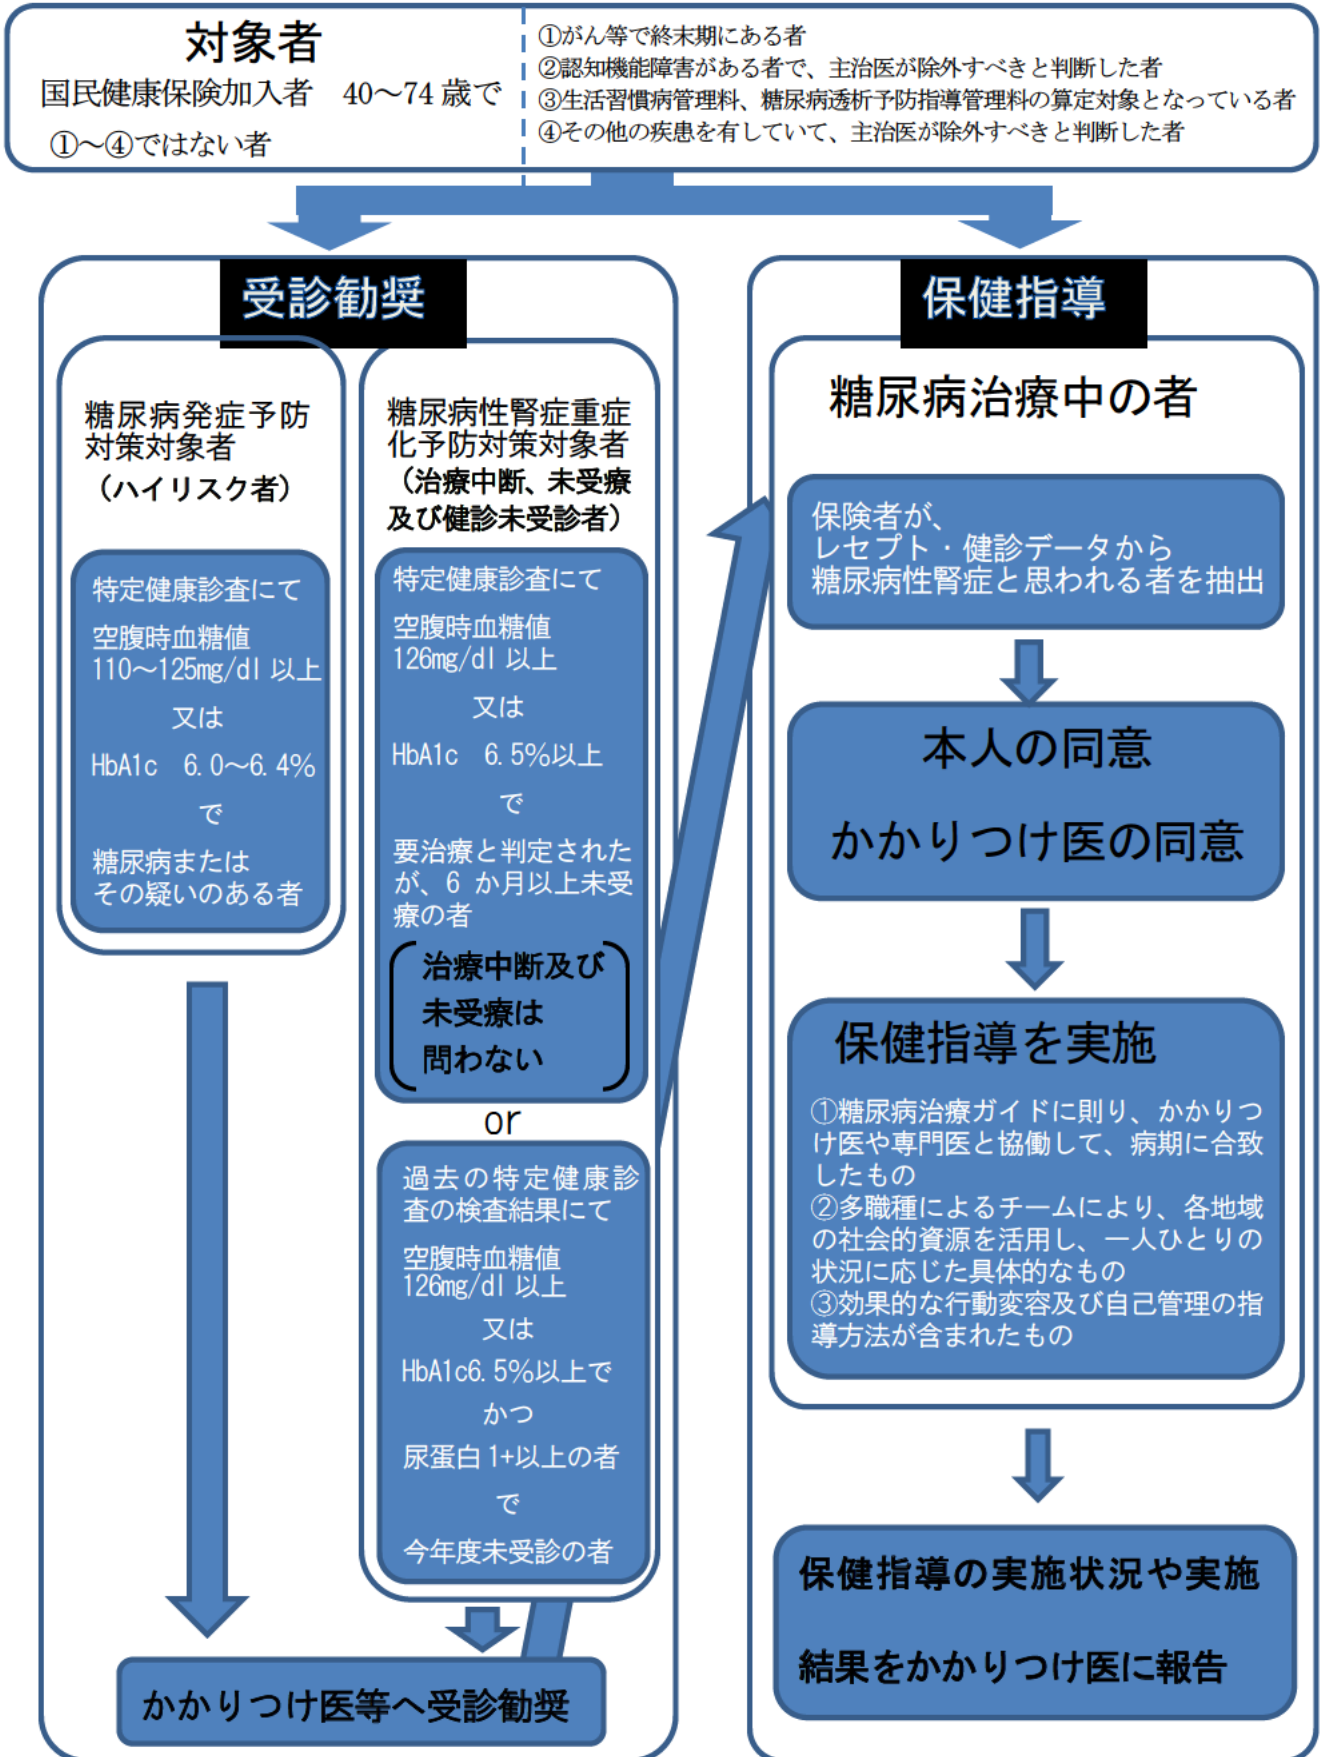 対象者
国民健康保険加入者　40～74 歳で
①～④ではない者
①がん等で終末期にある者
②認知機能障害がある者で、主治医が除外すべきと判断した者
③生活習慣病管理料、糖尿病透析予防指導管理料の算定対象となっている者
④その他の疾患を有していて、主治医が除外すべきと判断した者
受診勧奨
糖尿病発症予防
対策対象者
（ハイリスク者）
特定健康診査にて
空腹時血糖値
110～125mg/dl 以上
又は
HbA1c　6.0～6.4％
で
糖尿病または
その疑いのある者
糖尿病性腎症重症
化予防対策対象者
（治療中断、未受療
及び健診未受診者）
特定健康診査にて
空腹時血糖値
126mg/dl 以上
又は
HbA1c　6.5％以上
で
要治療と判定された
が、6 か月以上未受
療の者
治療中断及び
未受療は
問わない
or
過去の特定健康診
査の検査結果にて
空腹時血糖値
126mg/dl 以上
又は
HbA1c6.5％以上で
かつ
尿蛋白 1+以上の者
で
今年度未受診の者
かかりつけ医等へ受診勧奨
保健指導
糖尿病治療中の者
保険者が、
レセプト・健診データから
糖尿病性腎症と思われる者を抽出
本人の同意
かかりつけ医の同意
保健指導を実施
①糖尿病治療ガイドに則り、かかりつ
け医や専門医と協働して、病期に合致
したもの
②多職種によるチームにより、各地域
の社会的資源を活用し、一人ひとりの
状況に応じた具体的なもの
③効果的な行動変容及び自己管理の指
導方法が含まれたもの
保健指導の実施状況や実施
結果をかかりつけ医に報告